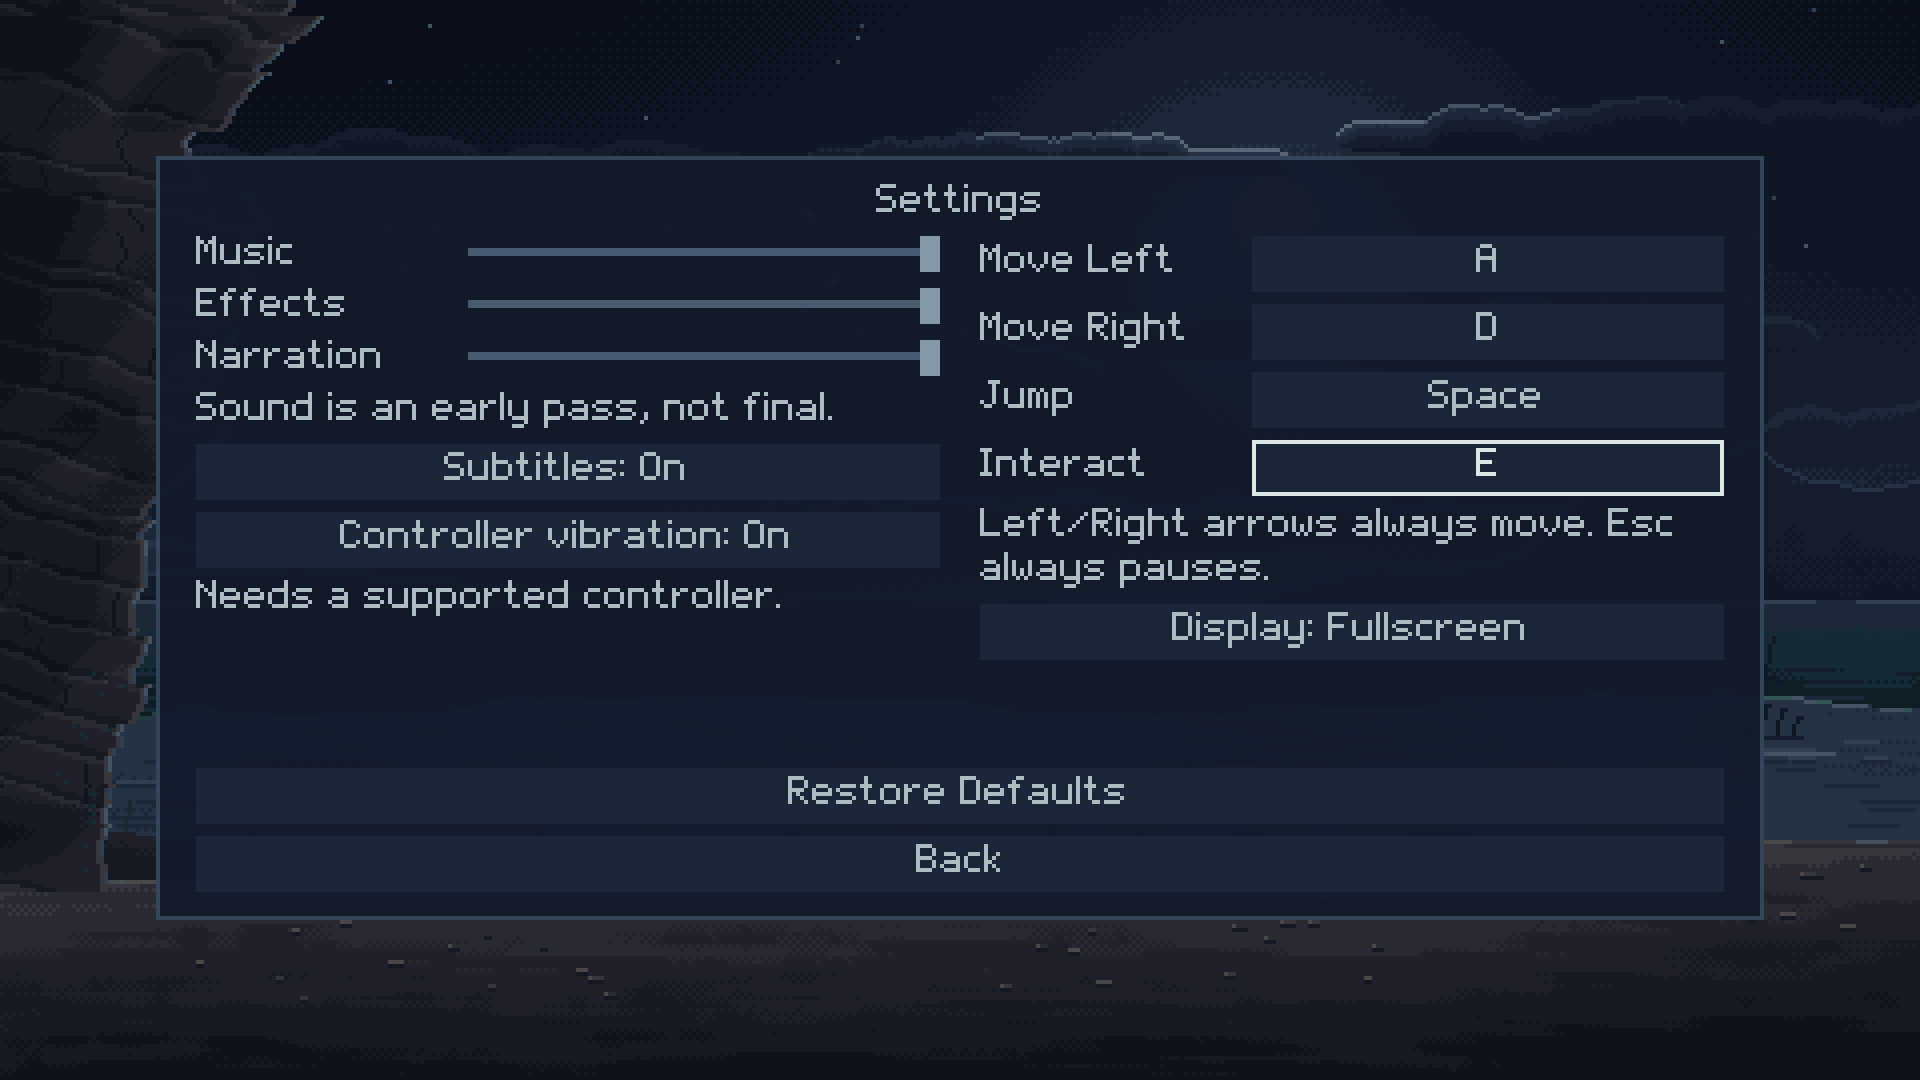 Settings
Music
Effects
Narration
Sound is an early pass, not final.
Subtitles: On
Controller vibration: On
Needs a supported controller.
Move Left A
Move Right D
Jump Space
Interact E
Left/Right arrows always move. Esc
always pauses.
Display: Fullscreen
Restore Defaults
Back